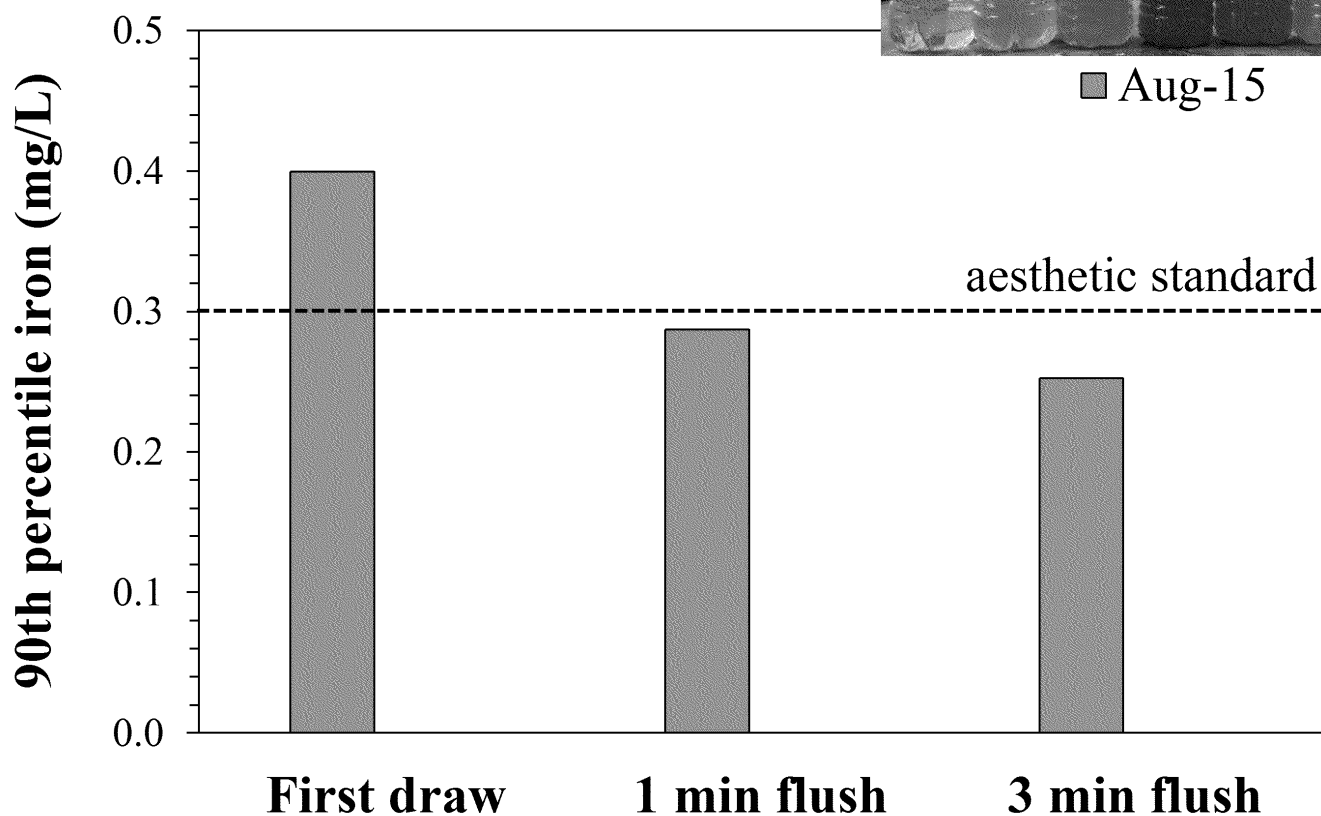 90th percentile iron (mg/L)
0.5
0.4
0.3
0.2
0.1
0.0
Aug-15
aesthetic standard
First draw
1 min flush
3 min flush